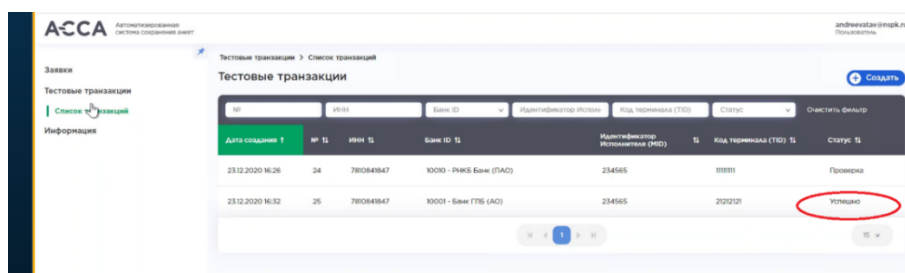 АССА
Автоматизированная
система сохранения анкет
andreevatav@nspk.ru
Пользователь
Заявки
Тестовые транзакции
Список транзакций
Информация
Тестовые транзакции > Список транзакций
Тестовые транзакции
Создать
№ ИНН Банк ID Идентификатор Исполн Код терминала (TID) Статус Очистить фильтр
Дата создания № ИНН Банк ID Идентификатор Исполнителя (MID) Код терминала (TID) Статус
23.12.2020 16:26 24 7810841847 10010 - РНКБ Банк (ПАО) 234565 11111111 Проверка
23.12.2020 16:32 25 7810841847 10001 - Банк ГПБ (АО) 234565 21212121 Успешно
1
15